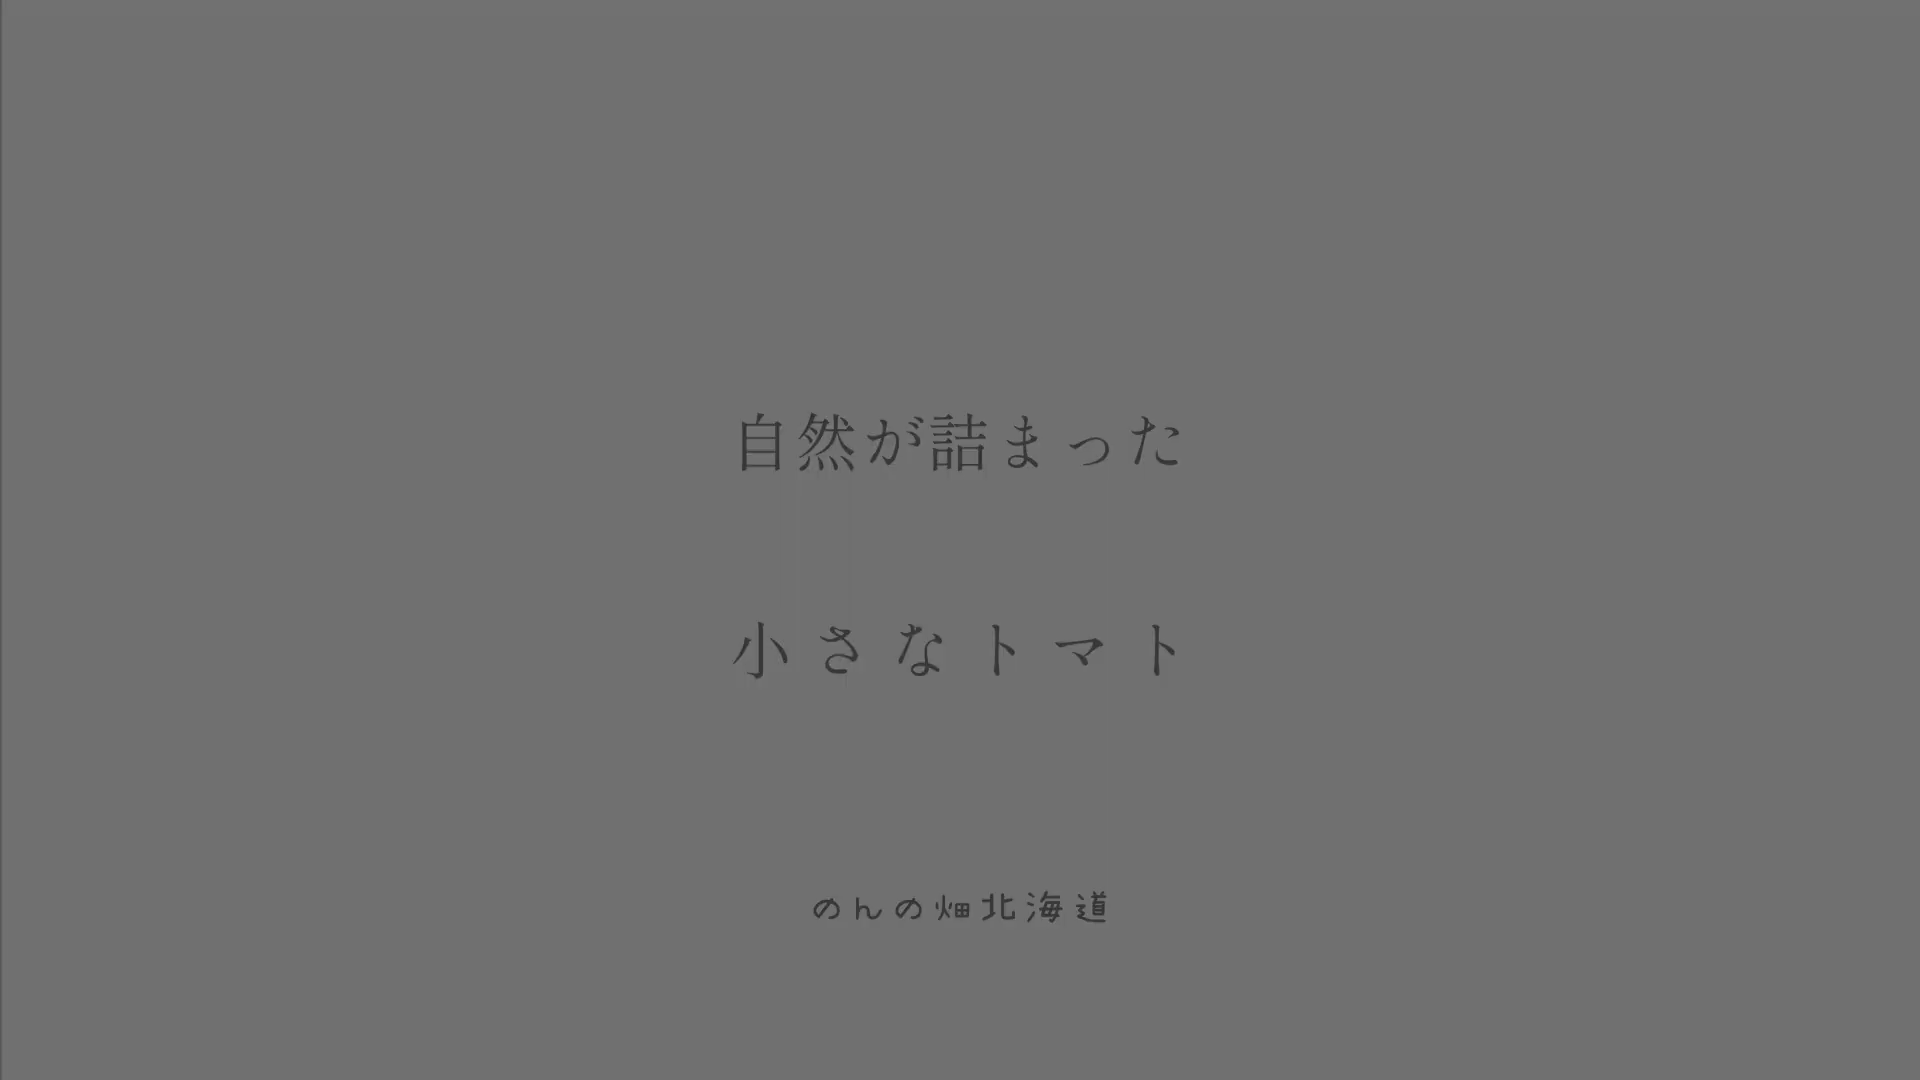 自然が詰まった
小さなトマト
のんの畑北海道